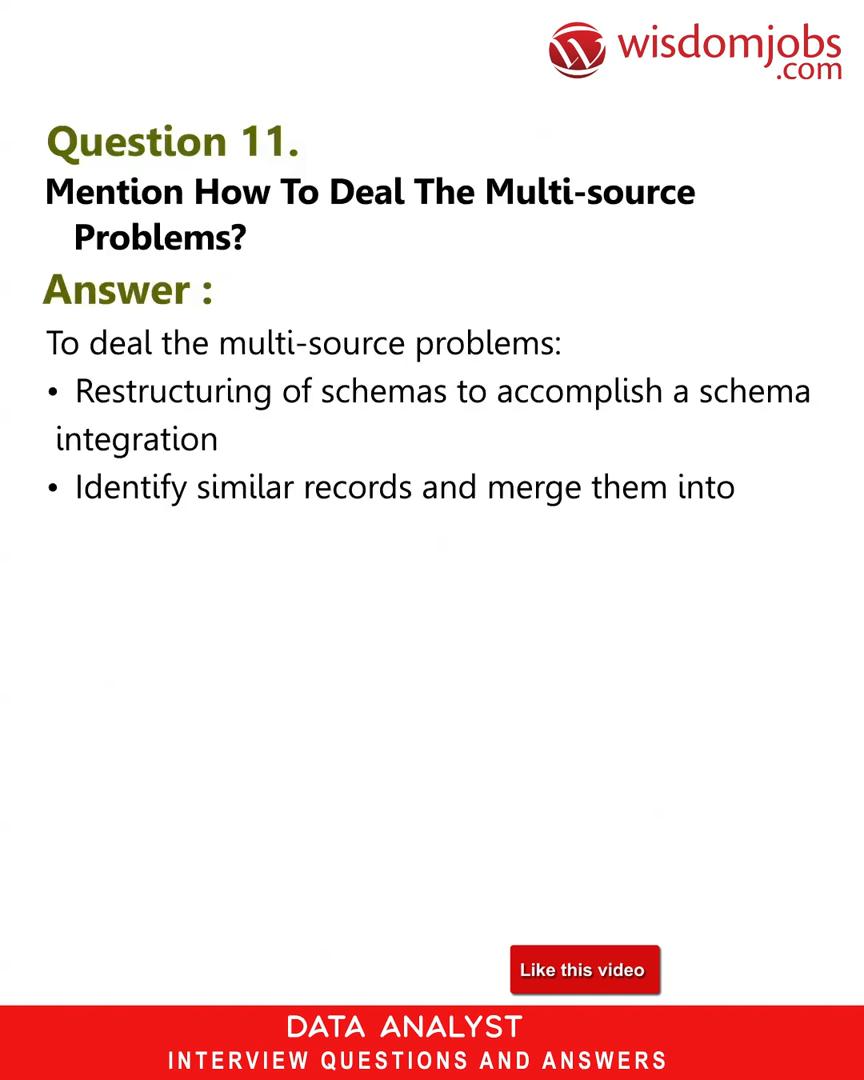 wisdomjobs
.com
Question 11.
Mention How To Deal The Multi-source
Problems?
Answer :
To deal the multi-source problems:
• Restructuring of schemas to accomplish a schema
integration
• Identify similar records and merge them into
Like this video
DATA ANALYST
INTERVIEW QUESTIONS AND ANSWERS